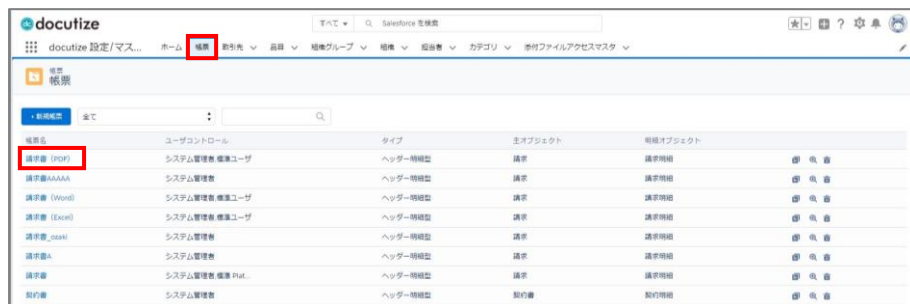 docutize
すべて Salesforce を検索
docutize 設定/マス... ホーム 帳票 取引先 品目 組織グループ 組織 担当者 カテゴリ 添付ファイルアクセスマスタ
帳票
帳票
+ 新規帳票 全て
帳票名 ユーザコントロール タイプ 主オブジェクト 明細オブジェクト
請求書（PDF） システム管理者,標準ユーザ ヘッダー明細型 請求 請求明細
請求書AAAAA システム管理者 ヘッダー明細型 請求 請求明細
請求書（Word） システム管理者,標準ユーザ ヘッダー明細型 請求 請求明細
請求書（Excel） システム管理者,標準ユーザ ヘッダー明細型 請求 請求明細
請求書_ozaki システム管理者 ヘッダー明細型 請求 請求明細
請求書A システム管理者 ヘッダー明細型 請求 請求明細
請求書 システム管理者,標準 Plat... ヘッダー明細型 請求 請求明細
契約書 システム管理者 ヘッダー明細型 契約書 契約明細